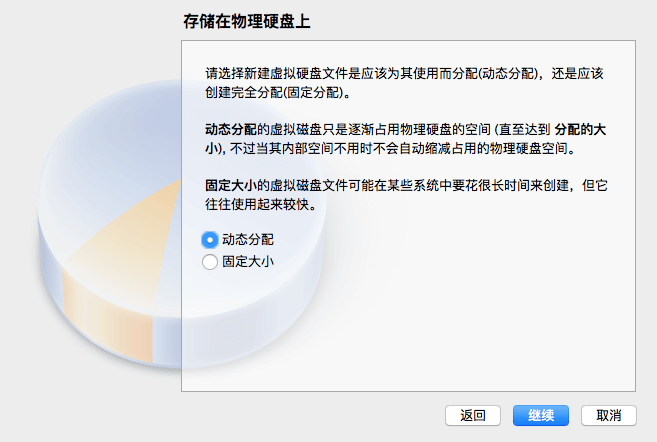 存储在物理硬盘上
请选择新建虚拟硬盘文件是应该为其使用而分配(动态分配)，还是应该
创建完全分配(固定分配)。
动态分配的虚拟磁盘只是逐渐占用物理硬盘的空间 (直至达到 分配的大
小), 不过当其内部空间不用时不会自动缩减占用的物理硬盘空间。
固定大小的虚拟磁盘文件可能在某些系统中要花很长时间来创建，但它
往往使用起来较快。
动态分配
固定大小
返回 继续 取消